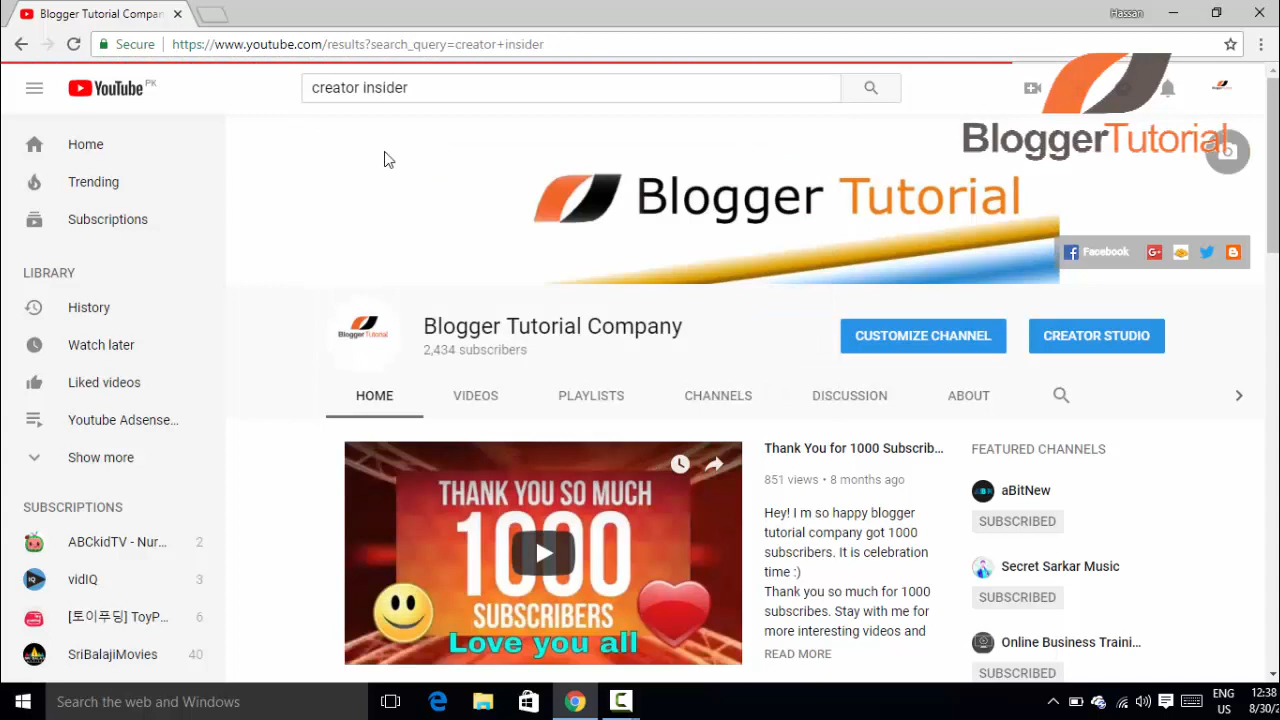 Blogger Tutorial Compan
Hassan
Secure
https://www.youtube.com/results?search_query=creator+insider
YouTube PK
creator insider
BloggerTutorial
Home
Trending
Subscriptions
LIBRARY
History
Watch later
Liked videos
Youtube Adsense...
Show more
SUBSCRIPTIONS
ABCkidTV - Nur... 2
vidIQ 3
[토이푸딩] ToyP... 6
SriBalajiMovies 40
Blogger Tutorial
Facebook
Blogger Tutorial
Blogger Tutorial Company
2,434 subscribers
CUSTOMIZE CHANNEL
CREATOR STUDIO
HOME VIDEOS PLAYLISTS CHANNELS DISCUSSION ABOUT
THANK YOU SO MUCH
1000
SUBSCRIBERS
Love you all
Thank You for 1000 Subscrib...
851 views • 8 months ago
Hey! I m so happy blogger
tutorial company got 1000
subscribers. It is celebration
time :)
Thank you so much for 1000
subscribes. Stay with me for
more interesting videos and
READ MORE
FEATURED CHANNELS
aBitNew
SUBSCRIBED
Secret Sarkar Music
SUBSCRIBED
Online Business Traini...
SUBSCRIBED
Search the web and Windows
ENG
US
12:38
8/30/2